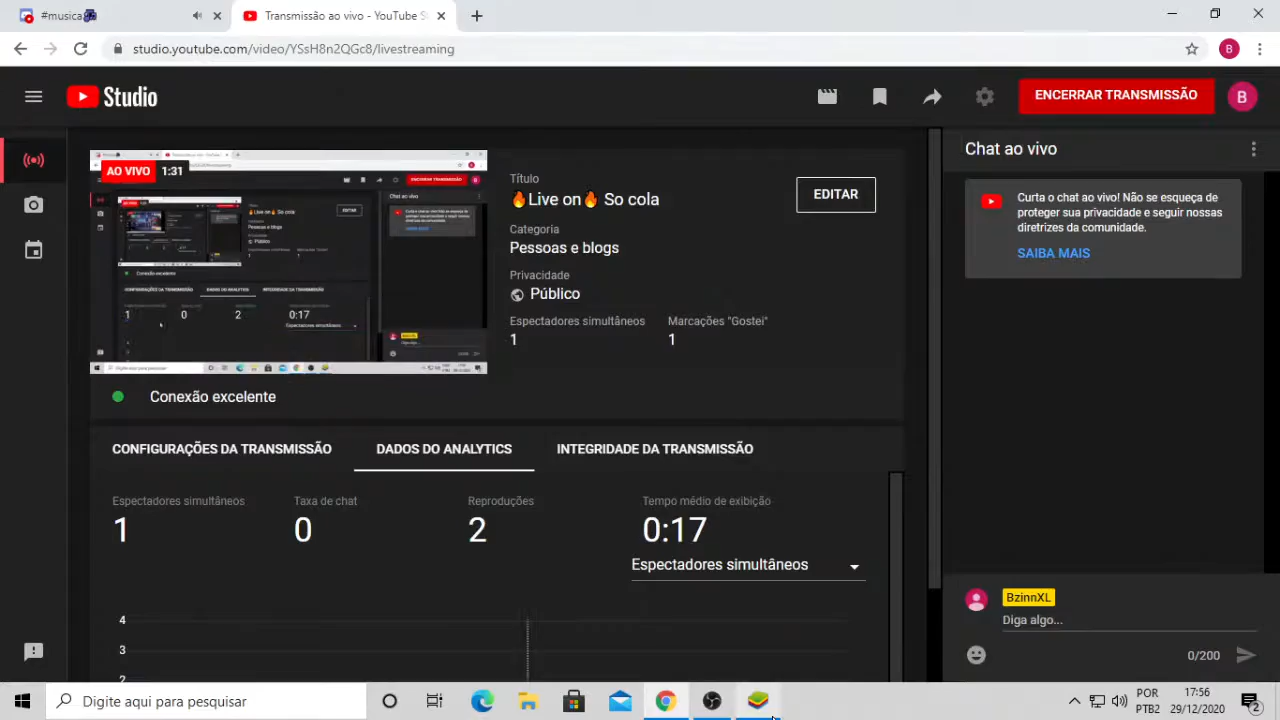 #musica
Transmissão ao vivo - YouTube S
studio.youtube.com/video/YSsH8n2QGc8/livestreaming
B
Studio
ENCERRAR TRANSMISSÃO
B
AO VIVO 1:31
Título
🔥Live on🔥 So cola
EDITAR
Categoria
Pessoas e blogs
Privacidade
Público
Espectadores simultâneos
Marcações "Gostei"
1
1
Conexão excelente
CONFIGURAÇÕES DA TRANSMISSÃO
DADOS DO ANALYTICS
INTEGRIDADE DA TRANSMISSÃO
Espectadores simultâneos
Taxa de chat
Reproduções
Tempo médio de exibição
1
0
2
0:17
Espectadores simultâneos
4
3
2
Chat ao vivo
Curta o chat ao vivo! Não se esqueça de
proteger sua privacidade e seguir nossas
diretrizes da comunidade.
SAIBA MAIS
BzinnXL
Diga algo...
0/200
Digite aqui para pesquisar
POR
PTB2
17:56
29/12/2020
2